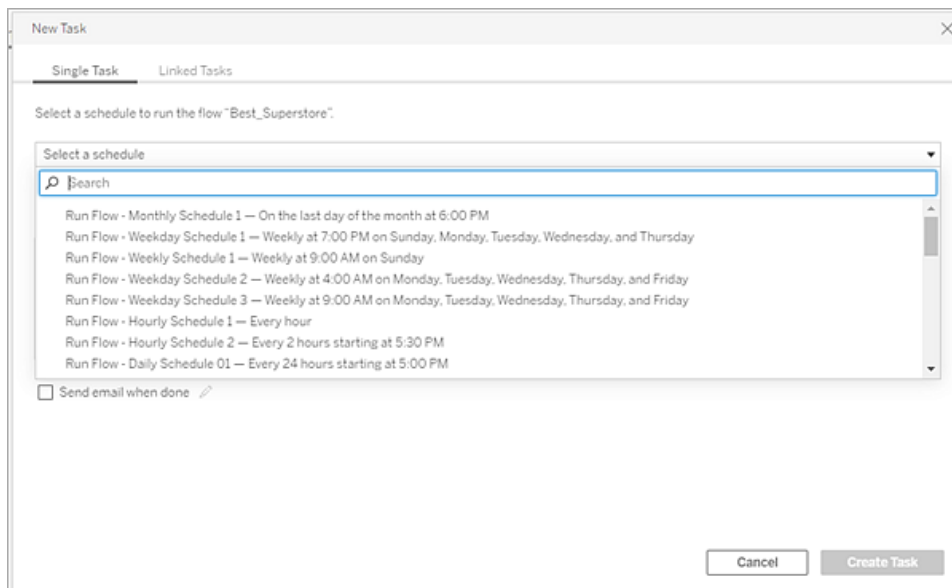 New Task
Single Task
Linked Tasks
Select a schedule to run the flow "Best_Superstore".
Select a schedule
Search
Run Flow - Monthly Schedule 1 — On the last day of the month at 6:00 PM
Run Flow - Weekday Schedule 1 — Weekly at 7:00 PM on Sunday, Monday, Tuesday, Wednesday, and Thursday
Run Flow - Weekly Schedule 1 — Weekly at 9:00 AM on Sunday
Run Flow - Weekday Schedule 2 — Weekly at 4:00 AM on Monday, Tuesday, Wednesday, Thursday, and Friday
Run Flow - Weekday Schedule 3 — Weekly at 9:00 AM on Monday, Tuesday, Wednesday, Thursday, and Friday
Run Flow - Hourly Schedule 1 — Every hour
Run Flow - Hourly Schedule 2 — Every 2 hours starting at 5:30 PM
Run Flow - Daily Schedule 01 — Every 24 hours starting at 5:00 PM
Send email when done
Cancel
Create Task